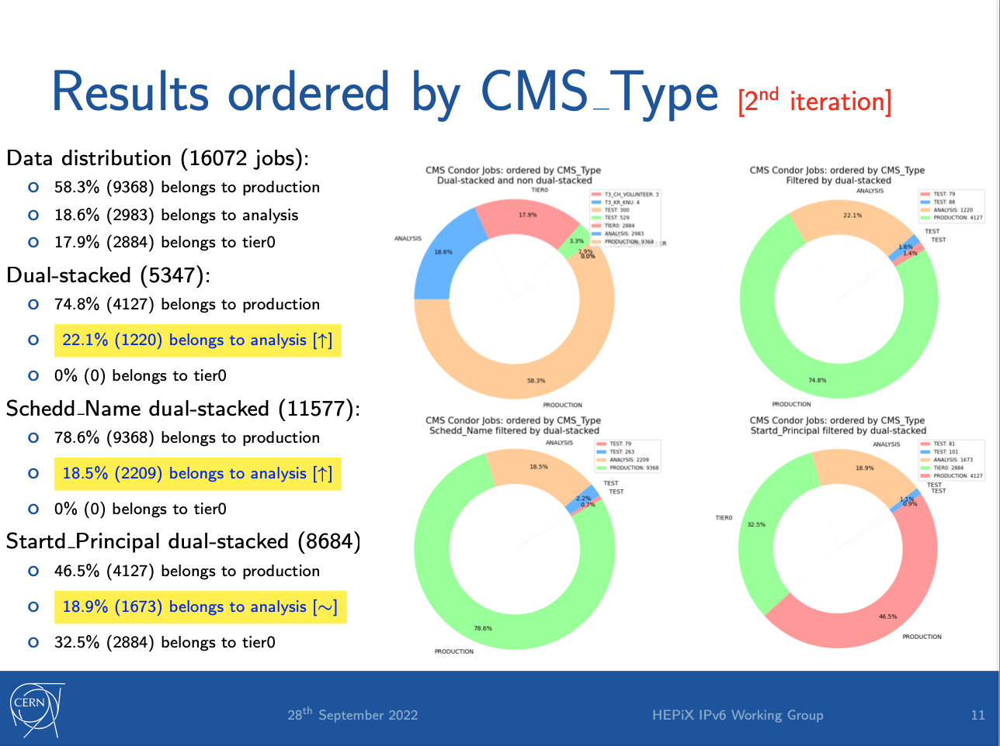 Results ordered by CMS_Type [2nd iteration]
Data distribution (16072 jobs):
58.3% (9368) belongs to production
18.6% (2983) belongs to analysis
17.9% (2884) belongs to tier0
Dual-stacked (5347):
74.8% (4127) belongs to production
22.1% (1220) belongs to analysis [↑]
0% (0) belongs to tier0
Schedd_Name dual-stacked (11577):
78.6% (9368) belongs to production
18.5% (2209) belongs to analysis [↑]
0% (0) belongs to tier0
Startd_Principal dual-stacked (8684)
46.5% (4127) belongs to production
18.9% (1673) belongs to analysis [∼]
32.5% (2884) belongs to tier0
CMS Condor Jobs: ordered by CMS_Type
Dual-stacked and non dual-stacked
TIER0
T3_CH_VOLUNTEER: 3
T3_KR_KNU: 4
TEST: 300
TEST: 529
TIER0: 2884
ANALYSIS: 2983
PRODUCTION: 9368
17.9%
ANALYSIS
18.6%
3.3%
1.9%
0.0%
58.3%
PRODUCTION
CMS Condor Jobs: ordered by CMS_Type
Filtered by dual-stacked
ANALYSIS
TEST: 79
TEST: 88
ANALYSIS: 1220
PRODUCTION: 4127
22.1%
TEST
TEST
1.6%
1.4%
74.8%
PRODUCTION
CMS Condor Jobs: ordered by CMS_Type
Schedd_Name filtered by dual-stacked
ANALYSIS
TEST: 79
TEST: 263
ANALYSIS: 2209
PRODUCTION: 9368
18.5%
TEST
TEST
2.2%
0.7%
78.6%
PRODUCTION
CMS Condor Jobs: ordered by CMS_Type
Startd_Principal filtered by dual-stacked
ANALYSIS
TEST: 81
TEST: 101
ANALYSIS: 1673
TIER0: 2884
PRODUCTION: 4127
18.9%
TEST
TEST
1.1%
0.9%
TIER0
32.5%
46.5%
PRODUCTION
CERN
28th September 2022
HEPiX IPv6 Working Group
11